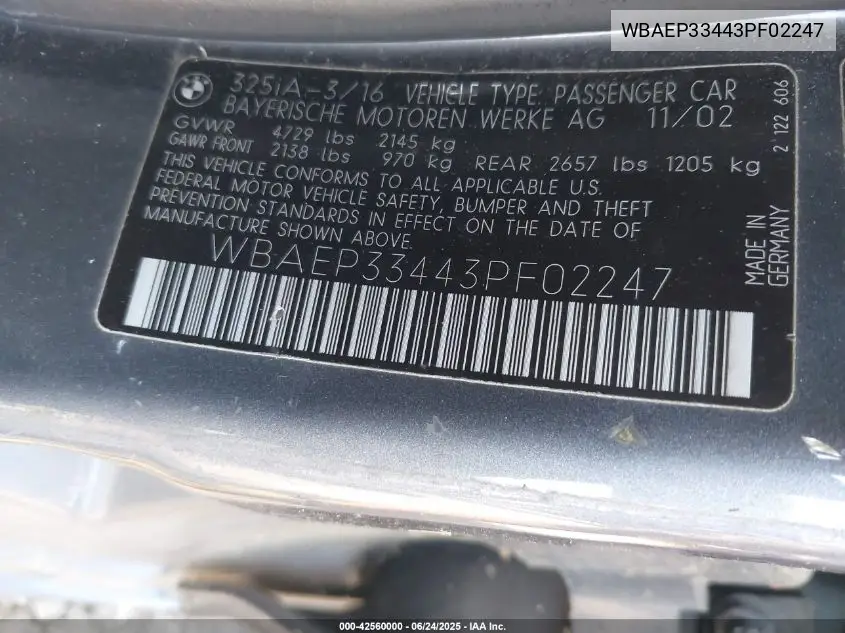 WBAEP33443PF02247
325iA-3/16 VEHICLE TYPE PASSENGER CAR
BAYERISCHE MOTOREN WERKE AG 11/02
GVWR 4729 lbs 2145 kg
GAWR FRONT 2138 lbs 970 kg REAR 2657 lbs 1205 kg
THIS VEHICLE CONFORMS TO ALL APPLICABLE U.S.
FEDERAL MOTOR VEHICLE SAFETY, BUMPER AND THEFT
PREVENTION STANDARDS IN EFFECT ON THE DATE OF
MANUFACTURE SHOWN ABOVE.
WBAEP33443PF02247
2 122 606
MADE IN
GERMANY
000-42560000 - 06/24/2025 - IAA Inc.